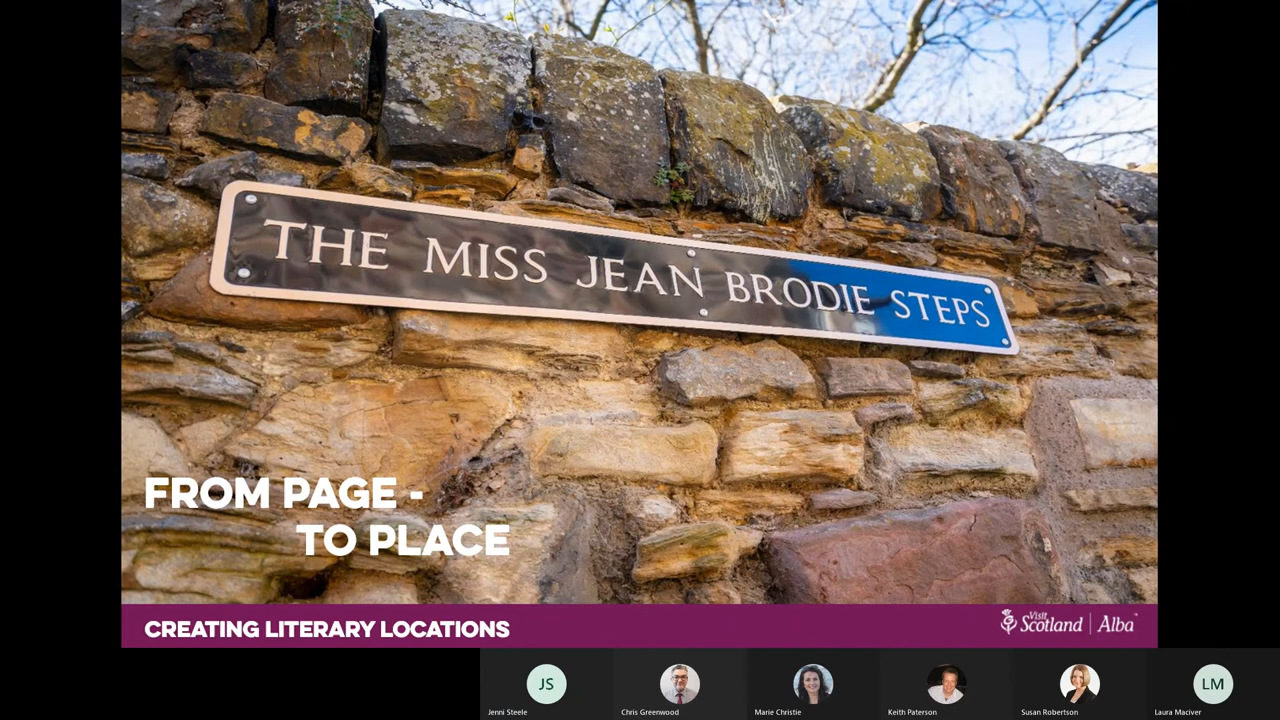 THE MISS JEAN BRODIE STEPS
FROM PAGE -
TO PLACE
CREATING LITERARY LOCATIONS
Visit
Scotland | Alba™
JS
LM
Jenni Steele
Chris Greenwood
Marie Christie
Keith Paterson
Susan Robertson
Laura Maciver